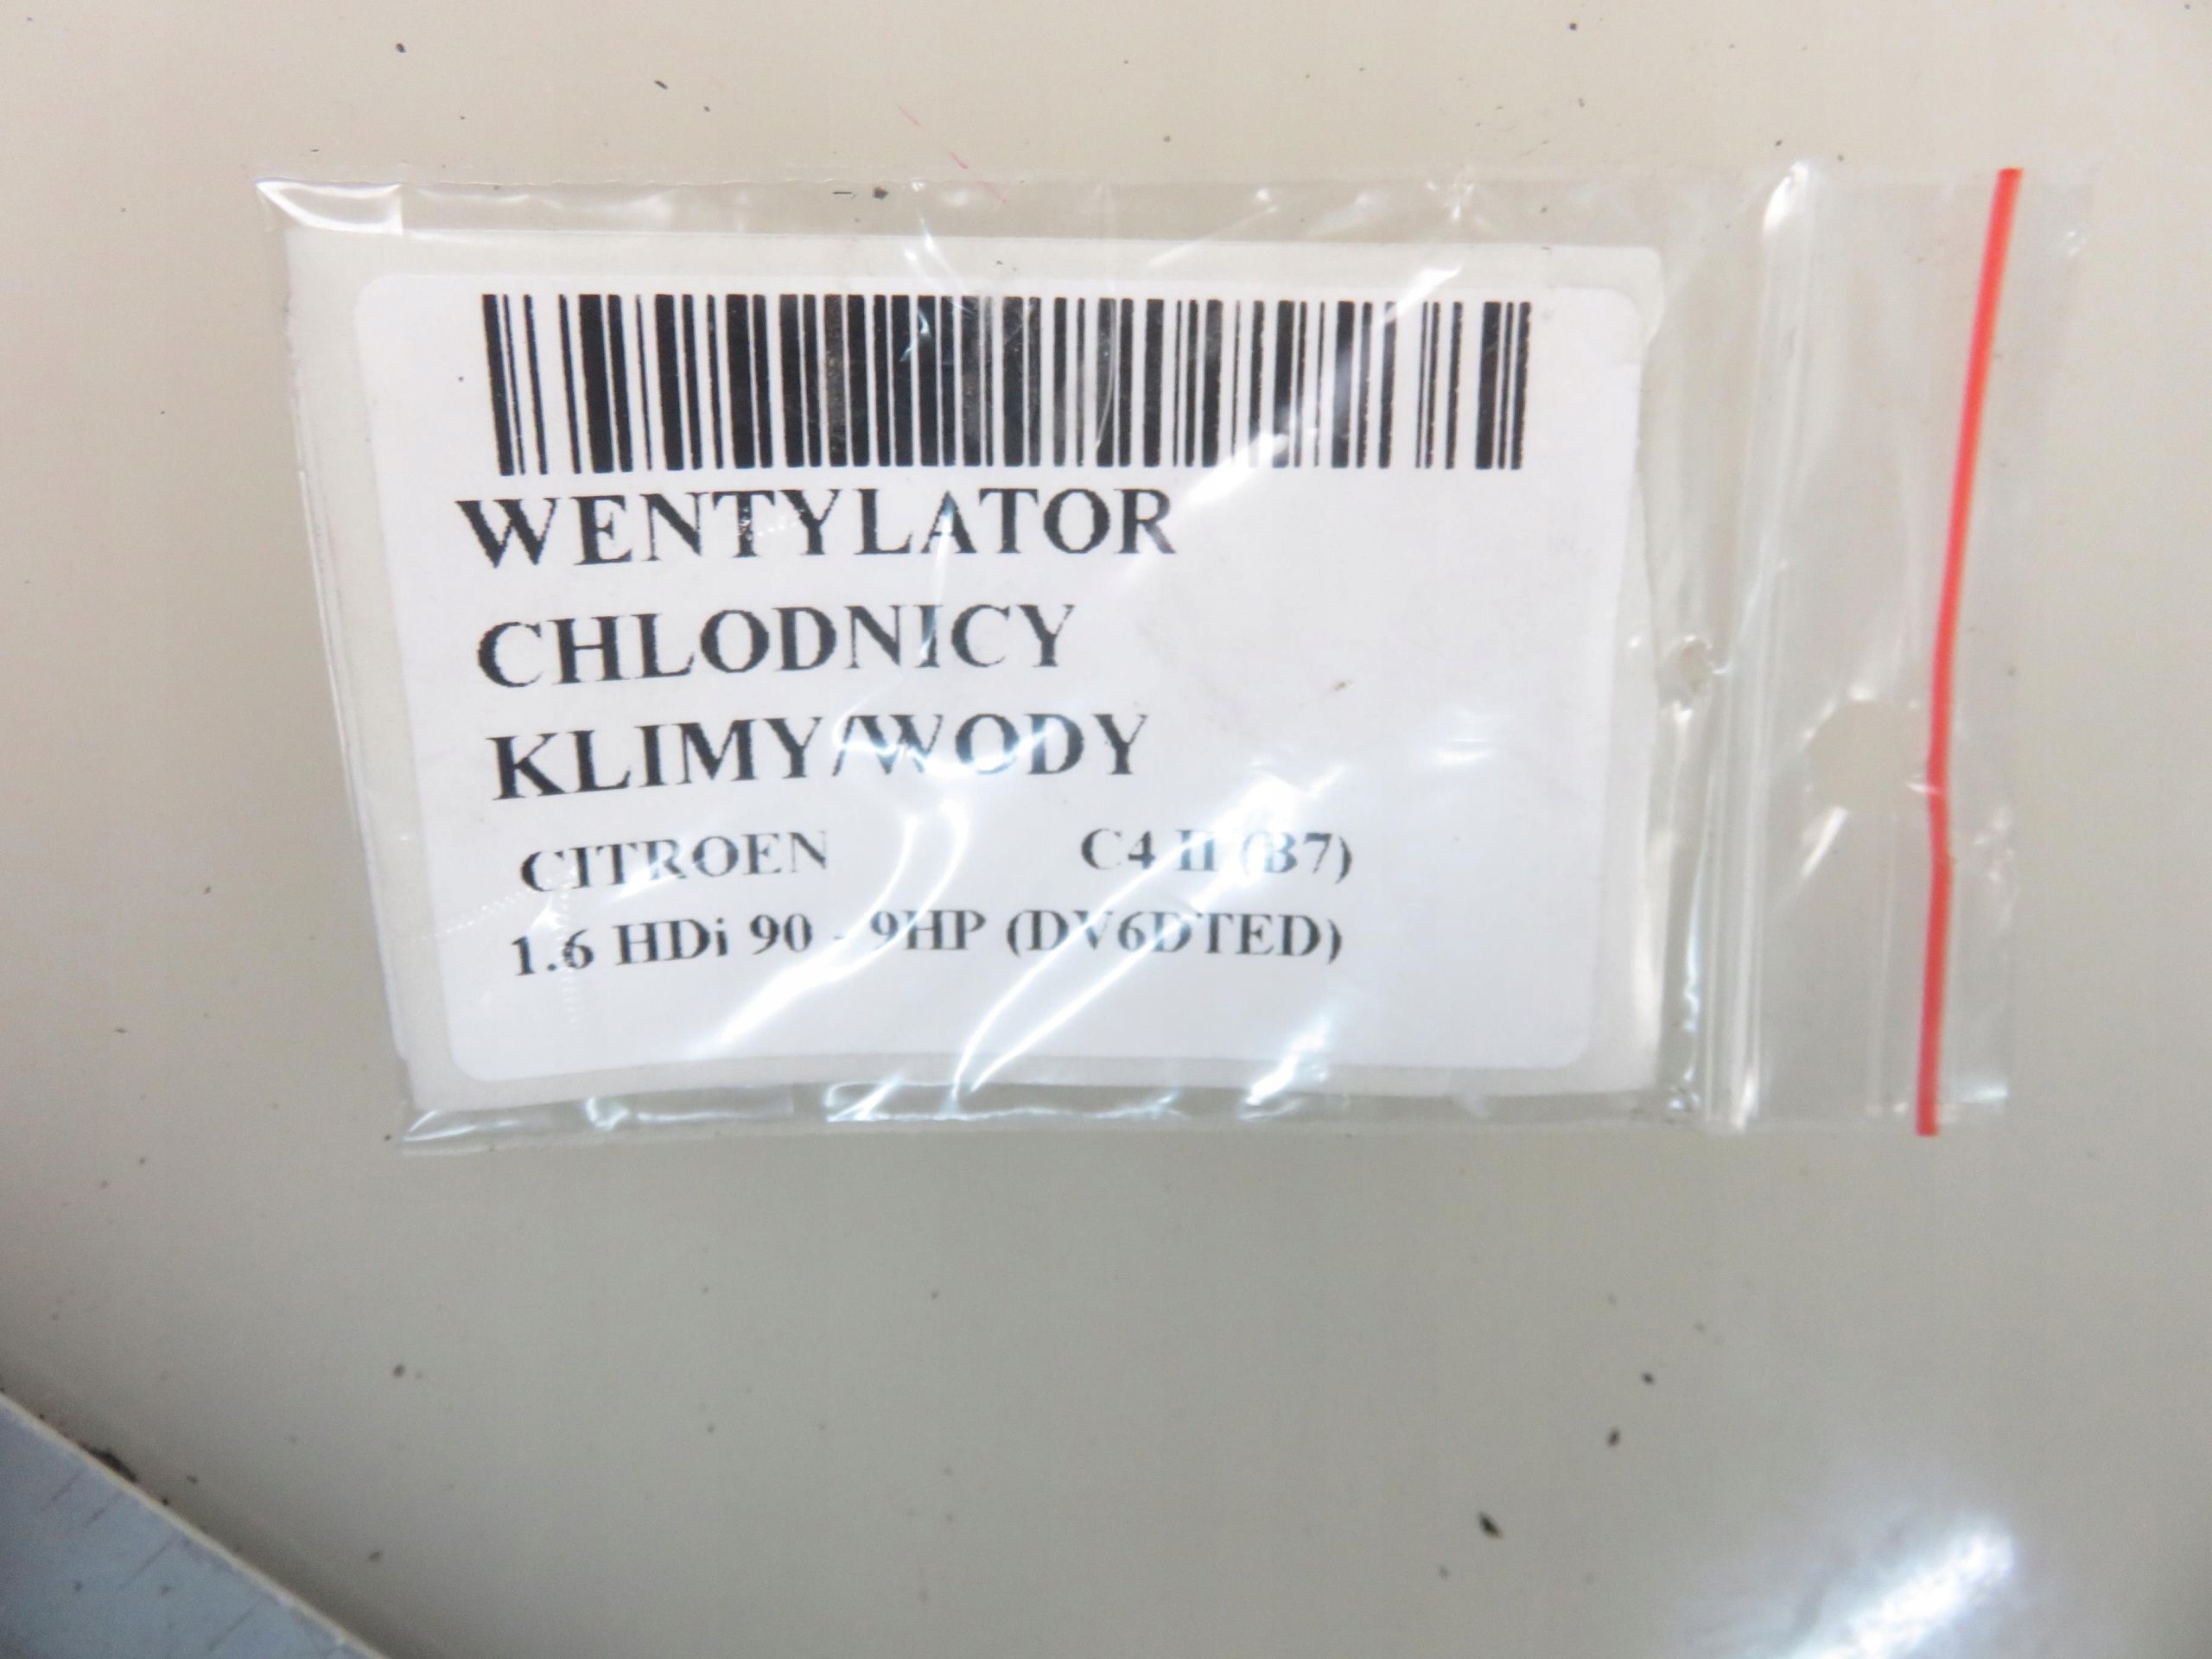 WENTYLATOR
CHLODNICY
KLIMY/WODY
CITROEN C4 II (B7)
1.6 HDi 90 - 9HP (DV6DTED)